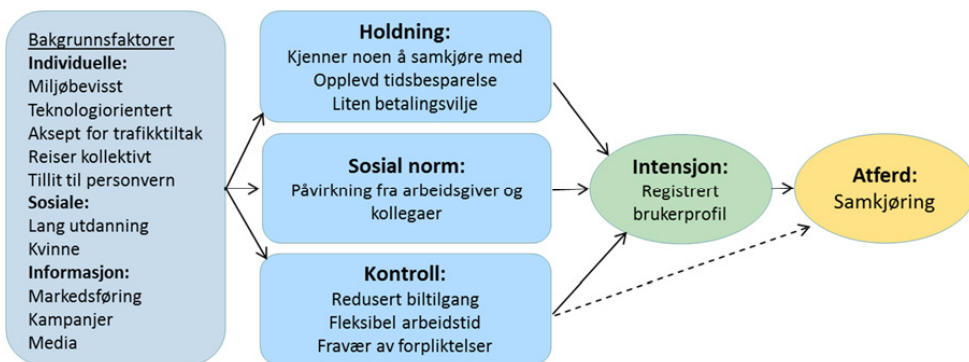 Bakgrunnsfaktorer
Individuelle:
Miljøbevisst
Teknologiorientert
Aksept for trafikktiltak
Reiser kollektivt
Tillit til personvern
Sosiale:
Lang utdanning
Kvinne
Informasjon:
Markedsføring
Kampanjer
Media
Holdning:
Kjenner noen å samkjøre med
Opplevd tidsbesparelse
Liten betalingsvilje
Sosial norm:
Påvirkning fra arbeidsgiver og
kollegaer
Kontroll:
Redusert biltilgang
Fleksibel arbeidstid
Fravær av forpliktelser
Intensjon:
Registrert
brukerprofil
Atferd:
Samkjøring